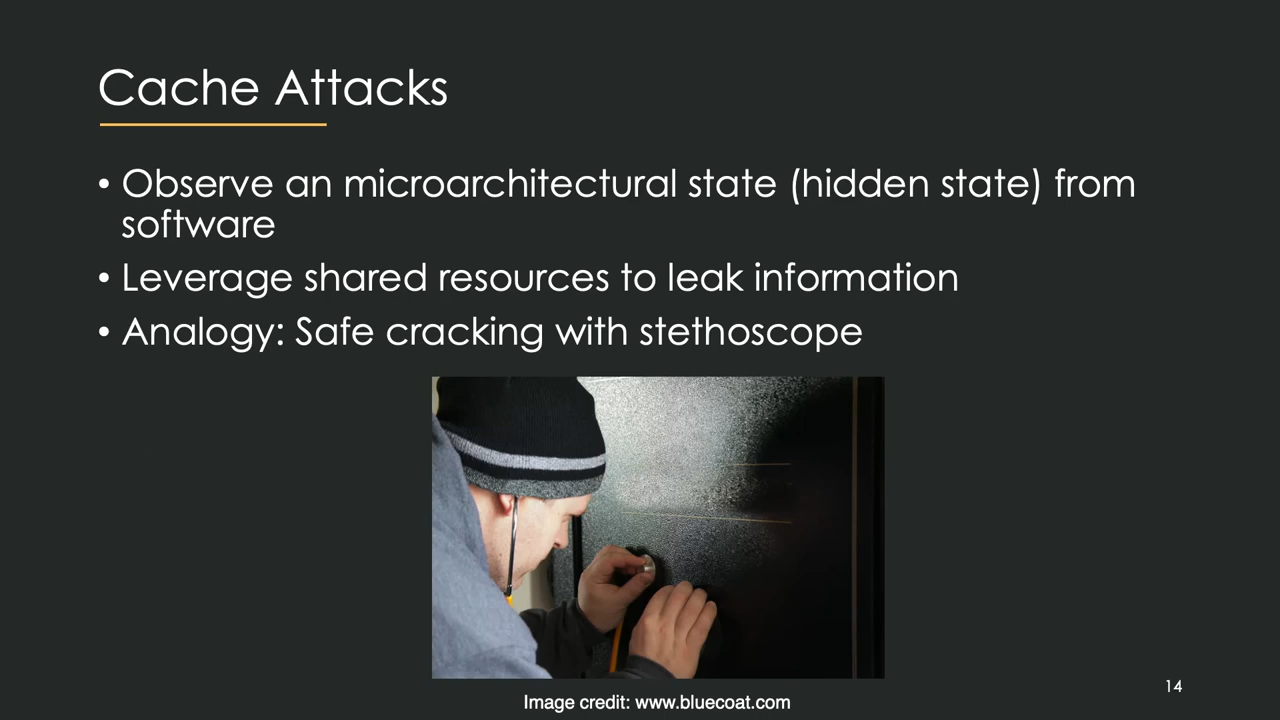 Cache Attacks
• Observe an microarchitectural state (hidden state) from
software
• Leverage shared resources to leak information
• Analogy: Safe cracking with stethoscope
Image credit: www.bluecoat.com
14